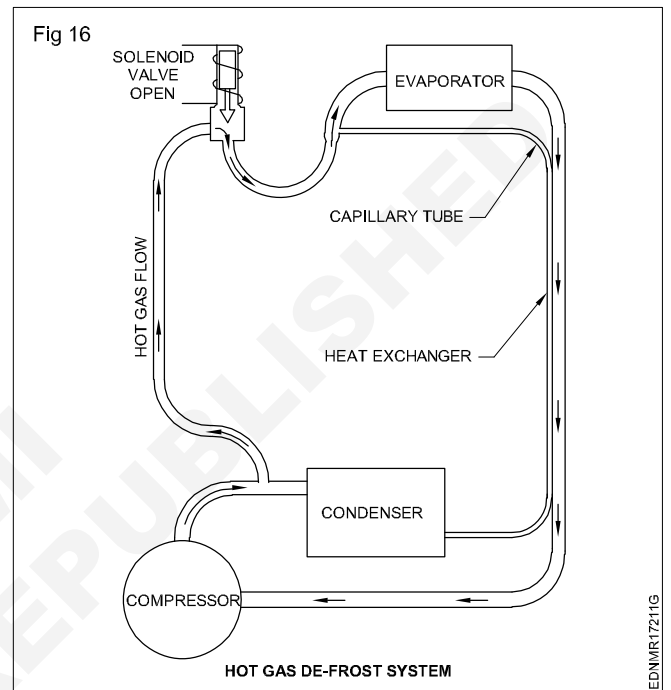 Fig 16
SOLENOID
VALVE
OPEN
EVAPORATOR
CAPILLARY TUBE
HOT GAS FLOW
HEAT EXCHANGER
CONDENSER
COMPRESSOR
HOT GAS DE-FROST SYSTEM
EDNMR17211G